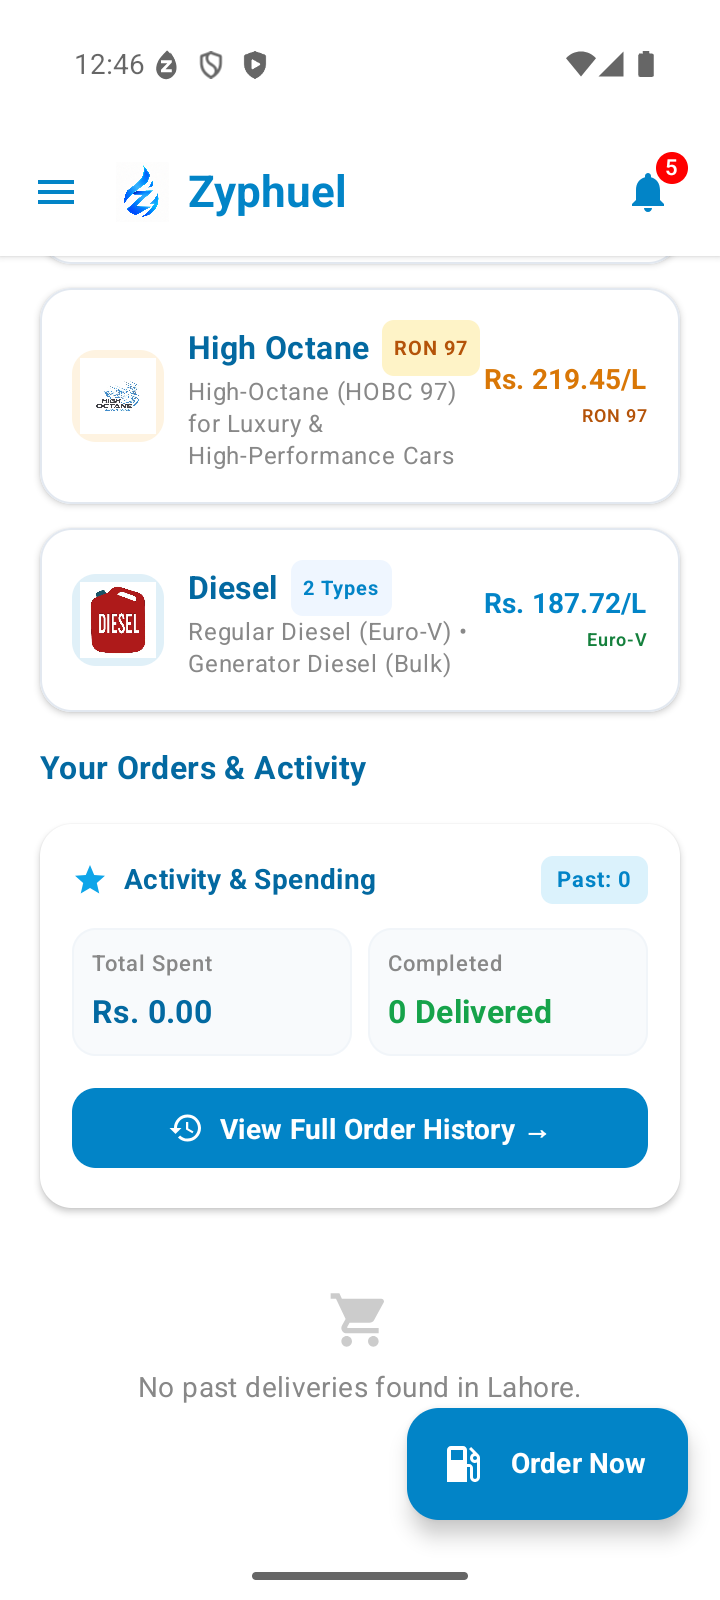 12:46
Zyphuel
5
High Octane
RON 97
High-Octane (HOBC 97)
for Luxury &
High-Performance Cars
Rs. 219.45/L
RON 97
HIGH
OCTANE
Diesel
2 Types
Regular Diesel (Euro-V) •
Generator Diesel (Bulk)
Rs. 187.72/L
Euro-V
DIESEL
Your Orders & Activity
Activity & Spending
Past: 0
Total Spent
Rs. 0.00
Completed
0 Delivered
View Full Order History →
No past deliveries found in Lahore.
Order Now